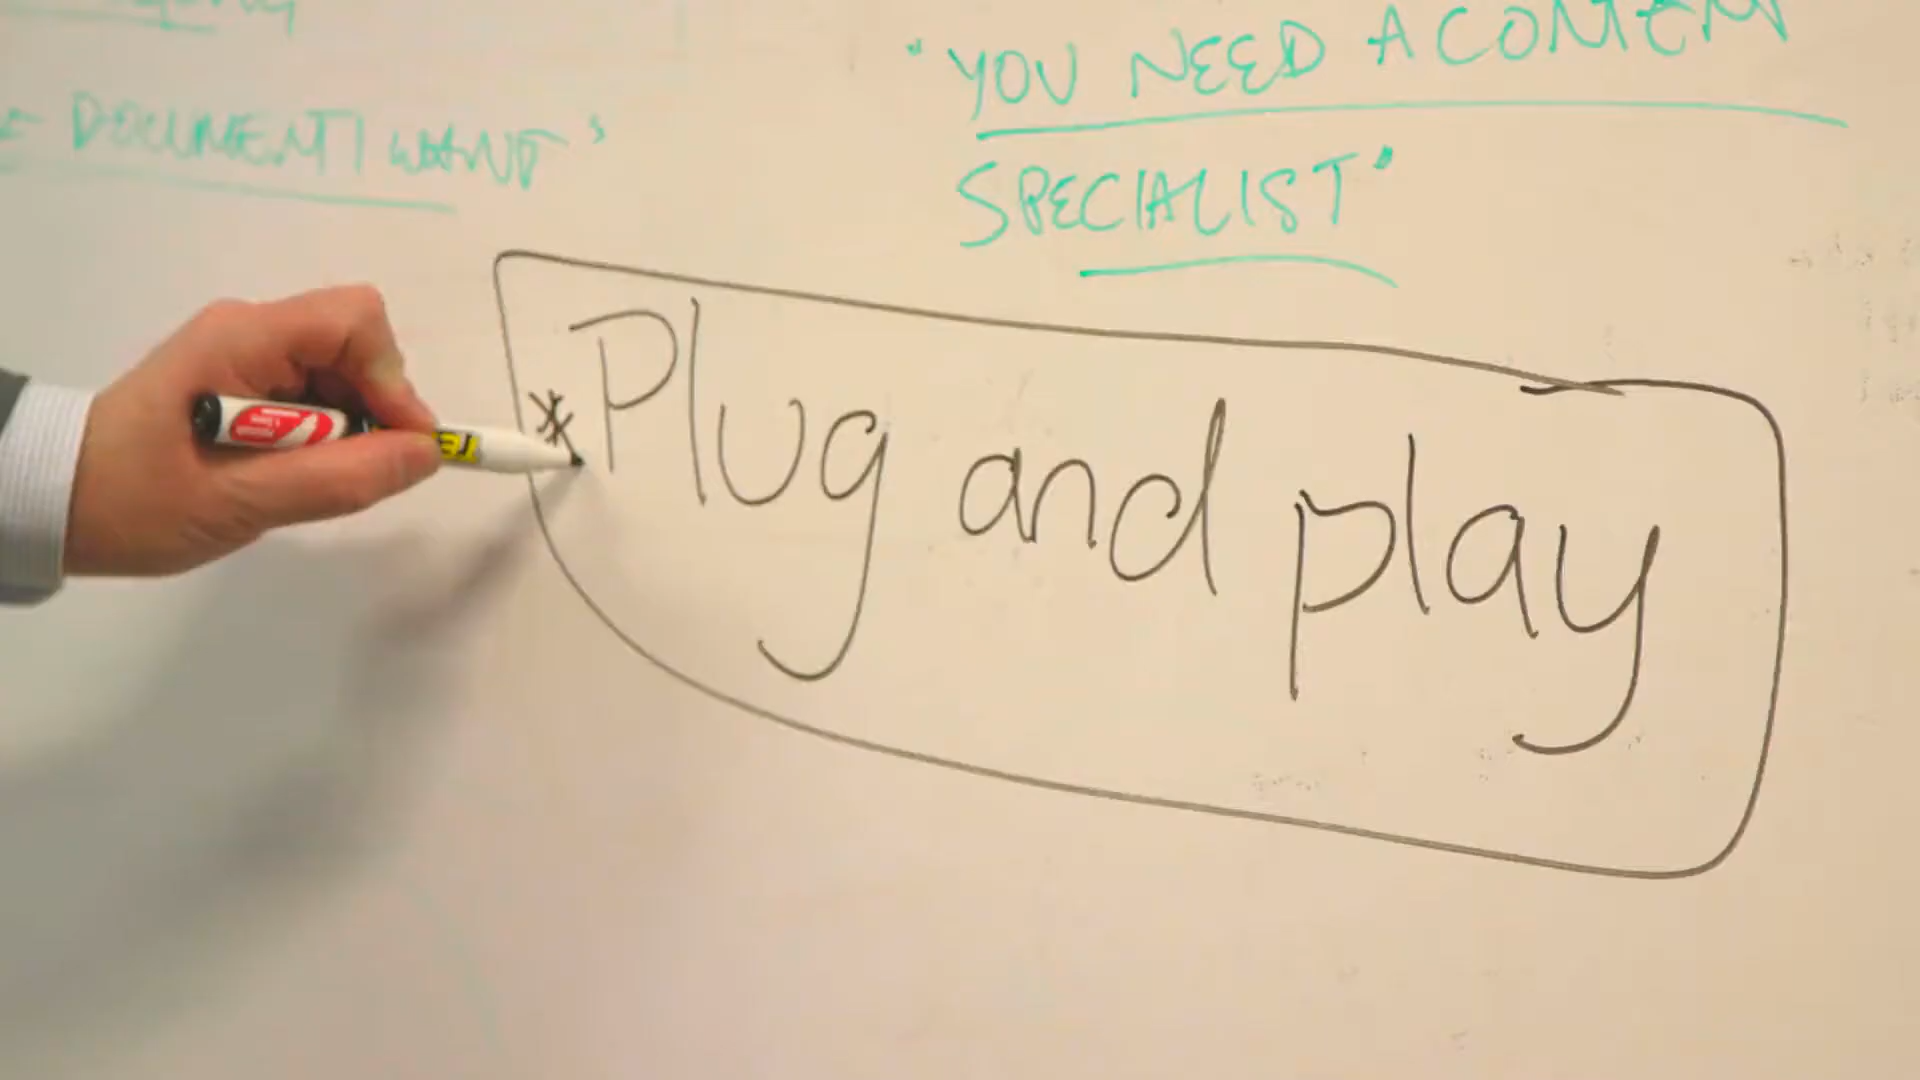 "YOU NEED A CONTENT
SPECIALIST"
DOCUMENT I WANT"
*Plug and play